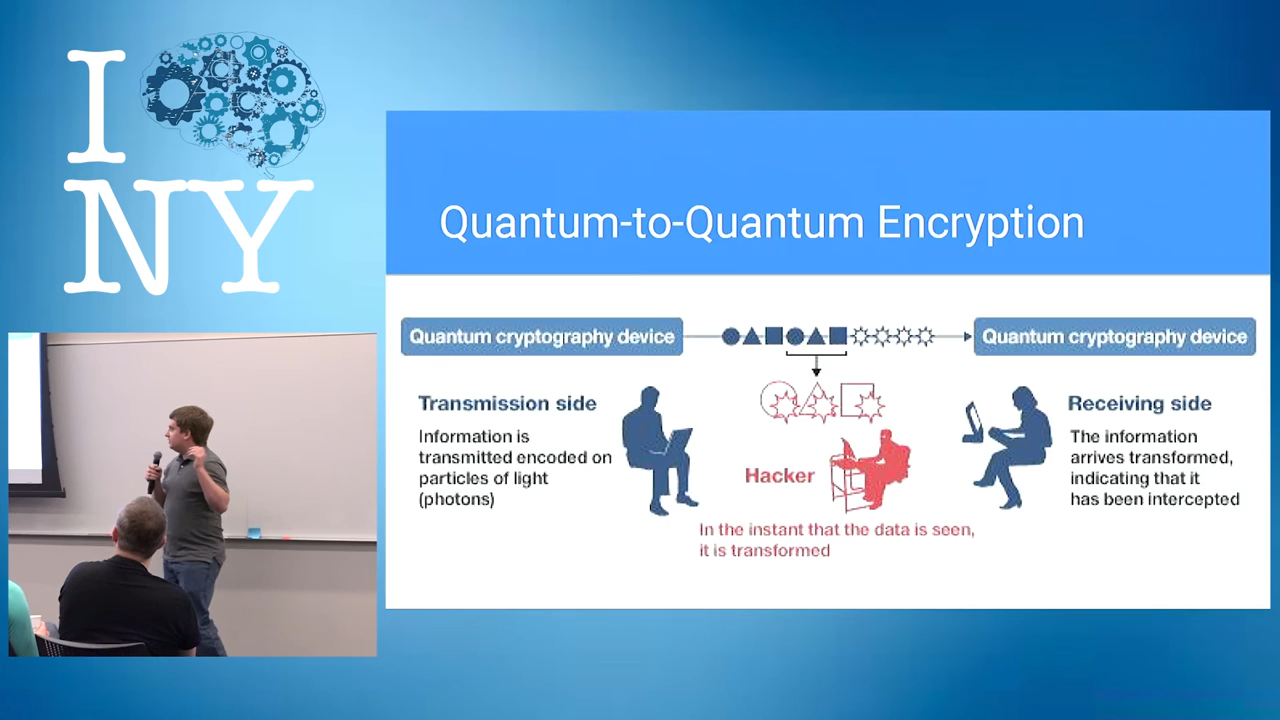 I
NY
Quantum-to-Quantum Encryption
Quantum cryptography device
Quantum cryptography device
Transmission side
Information is
transmitted encoded on
particles of light
(photons)
Hacker
In the instant that the data is seen,
it is transformed
Receiving side
The information
arrives transformed,
indicating that it
has been intercepted